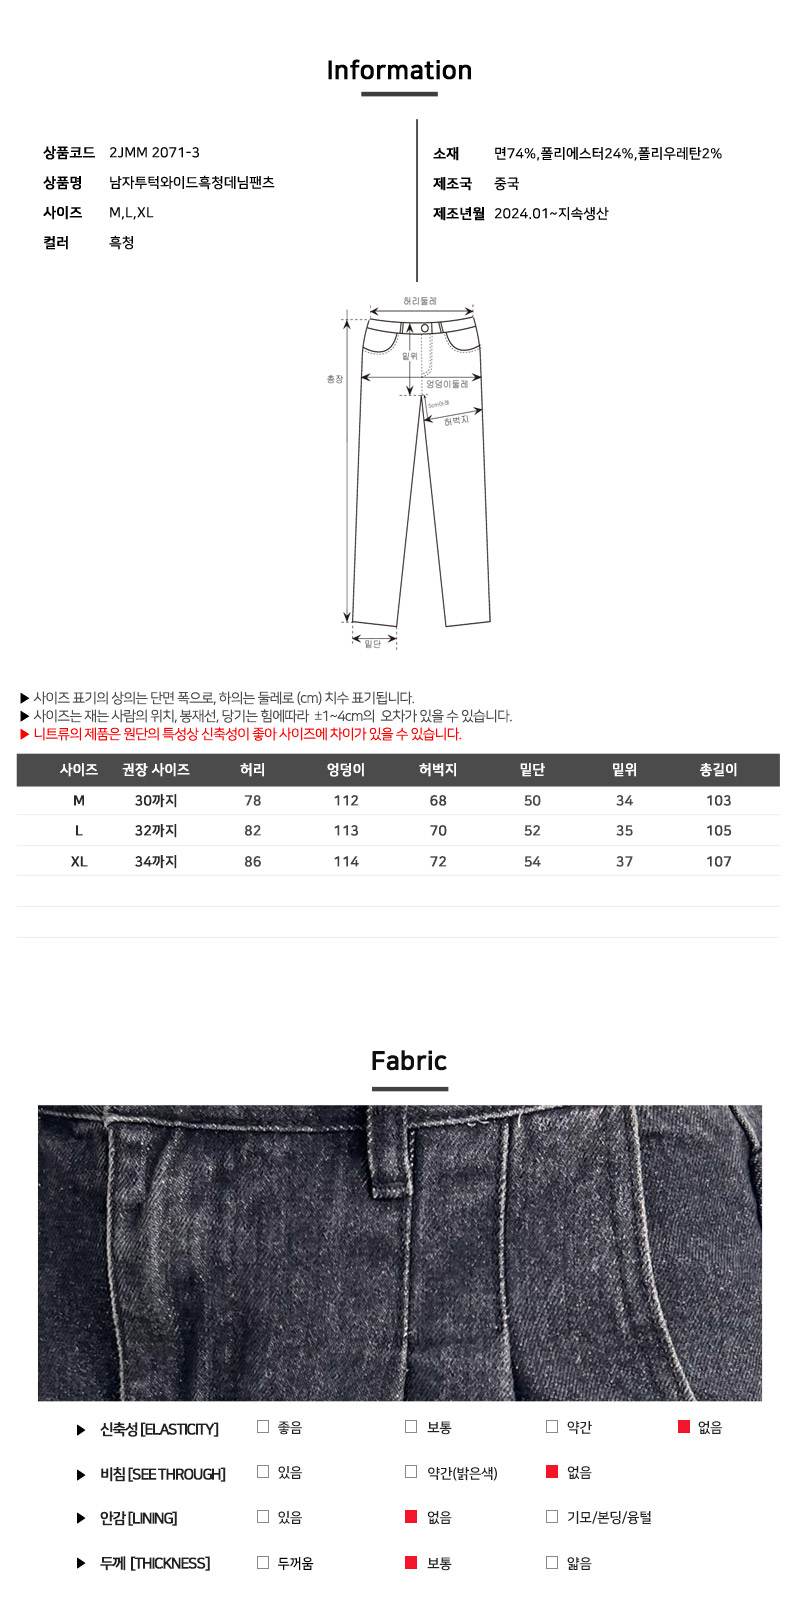 Information
상품코드 2JMM 2071-3
상품명 남자투턱와이드흑청데님팬츠
사이즈 M,L,XL
컬러 흑청
소재 면74%,폴리에스터24%,폴리우레탄2%
제조국 중국
제조년월 2024.01~지속생산
허리둘레
밑위
총장
엉덩이둘레
허벅지
밑단
▶ 사이즈 표기의 상의는 단면 폭으로, 하의는 둘레로 (cm) 치수 표기됩니다.
▶ 사이즈는 재는 사람의 위치, 봉재선, 당기는 힘에따라 ±1~4cm의 오차가 있을 수 있습니다.
▶ 니트류의 제품은 원단의 특성상 신축성이 좋아 사이즈에 차이가 있을 수 있습니다.
사이즈 권장 사이즈 허리 엉덩이 허벅지 밑단 밑위 총길이
M 30까지 78 112 68 50 34 103
L 32까지 82 113 70 52 35 105
XL 34까지 86 114 72 54 37 107
Fabric
▶ 신축성 [ELASTICITY] □ 좋음 □ 보통 □ 약간 ■ 없음
▶ 비침 [SEE THROUGH] □ 있음 □ 약간(밝은색) ■ 없음
▶ 안감 [LINING] □ 있음 ■ 없음 □ 기모/본딩/융털
▶ 두께 [THICKNESS] □ 두꺼움 ■ 보통 □ 얇음